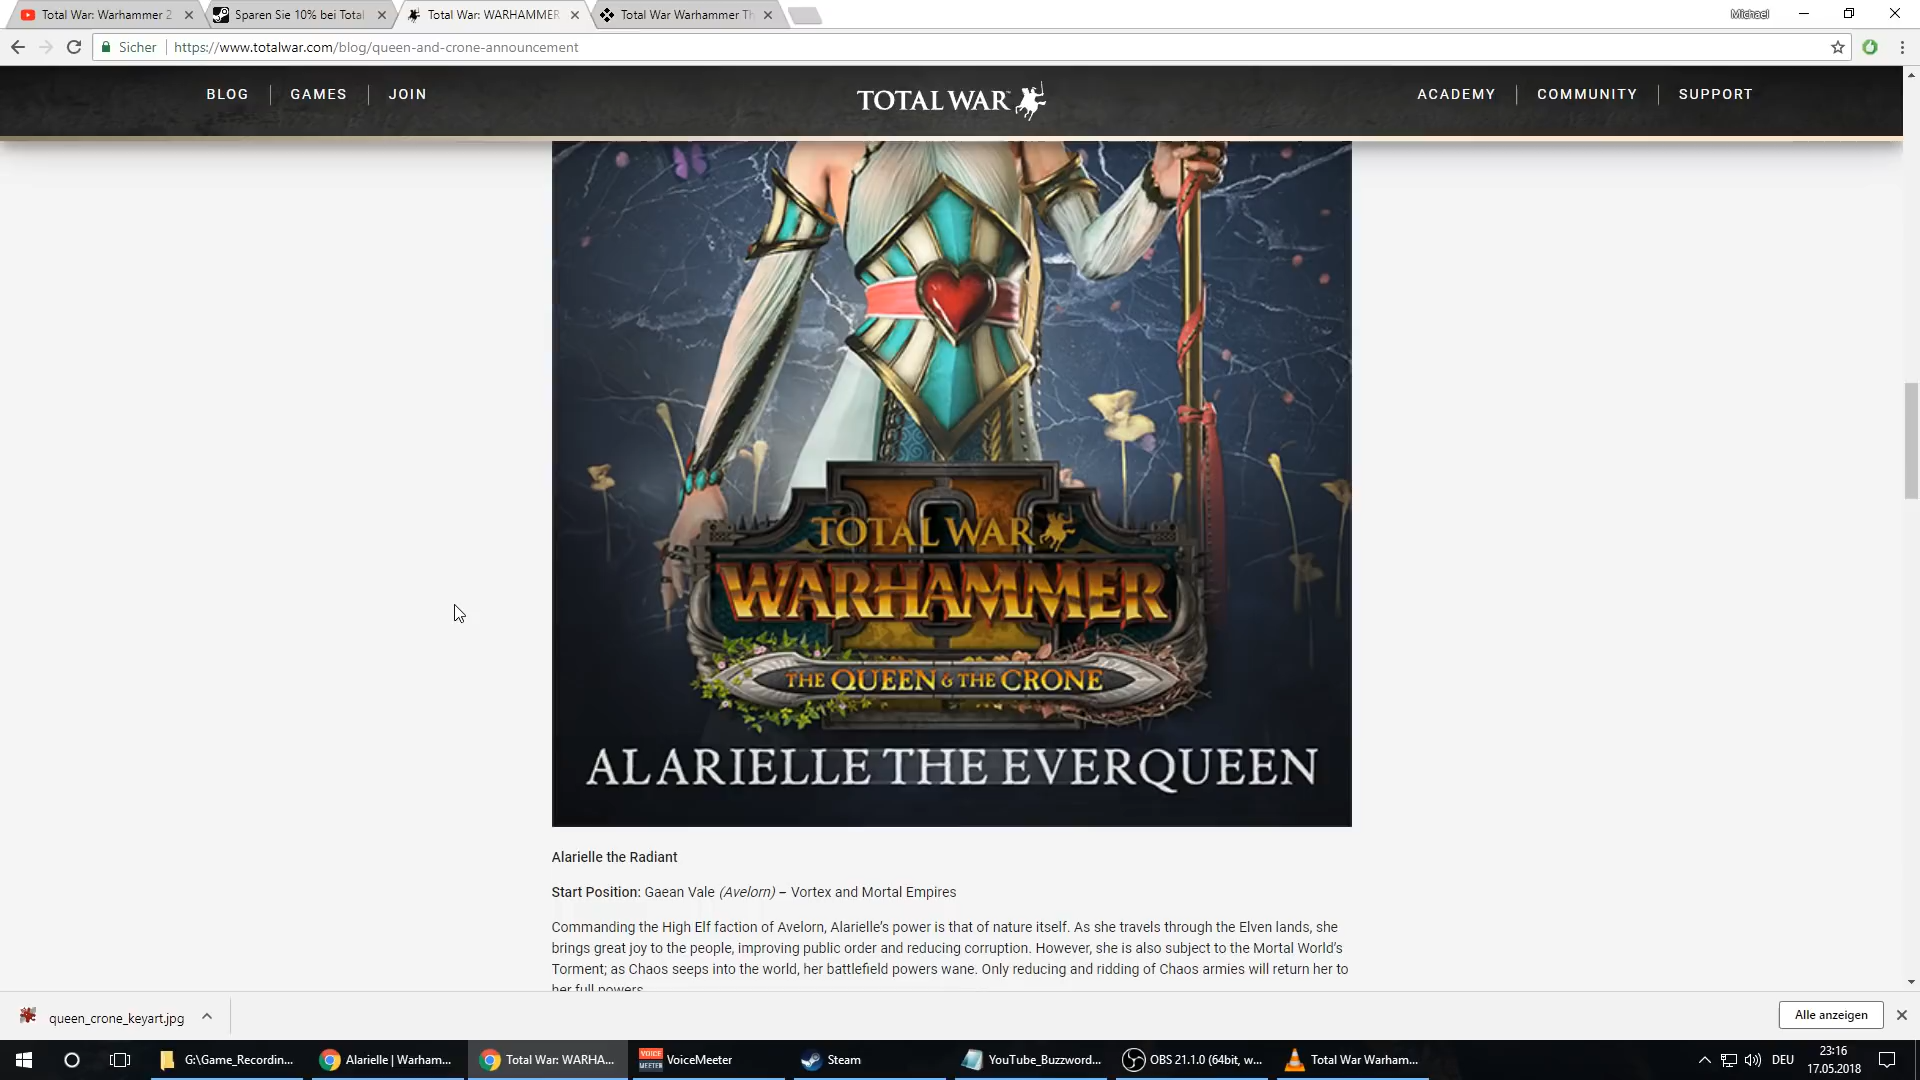 Total War: Warhammer 2
Sparen Sie 10% bei Total
Total War: WARHAMMER
Total War Warhammer Th
Michael
Sicher
https://www.totalwar.com/blog/queen-and-crone-announcement
BLOG
GAMES
JOIN
TOTAL WAR
ACADEMY
COMMUNITY
SUPPORT
TOTAL WAR
WARHAMMER
II
THE QUEEN & THE CRONE
ALARIELLE THE EVERQUEEN
Alarielle the Radiant
Start Position: Gaean Vale (Avelorn) – Vortex and Mortal Empires
Commanding the High Elf faction of Avelorn, Alarielle's power is that of nature itself. As she travels through the Elven lands, she
brings great joy to the people, improving public order and reducing corruption. However, she is also subject to the Mortal World's
Torment; as Chaos seeps into the world, her battlefield powers wane. Only reducing and ridding of Chaos armies will return her to
her full powers.
queen_crone_keyart.jpg
Alle anzeigen
G:\Game_Recordin...
Alarielle | Warham...
Total War: WARHA...
VOICE MEETER
VoiceMeeter
Steam
YouTube_Buzzword...
OBS 21.1.0 (64bit, w...
Total War Warham...
DEU
23:16
17.05.2018